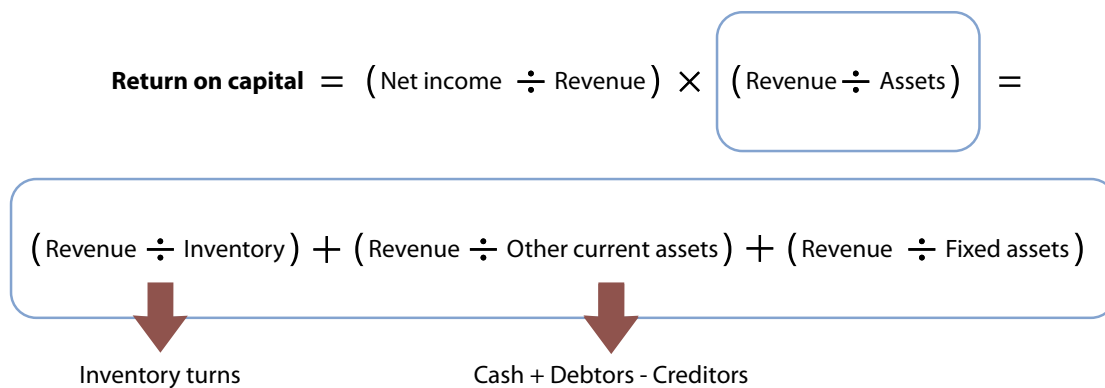 Return on capital = (Net income ÷ Revenue) × (Revenue ÷ Assets) =
(Revenue ÷ Inventory) + (Revenue ÷ Other current assets) + (Revenue ÷ Fixed assets)
Inventory turns Cash + Debtors - Creditors